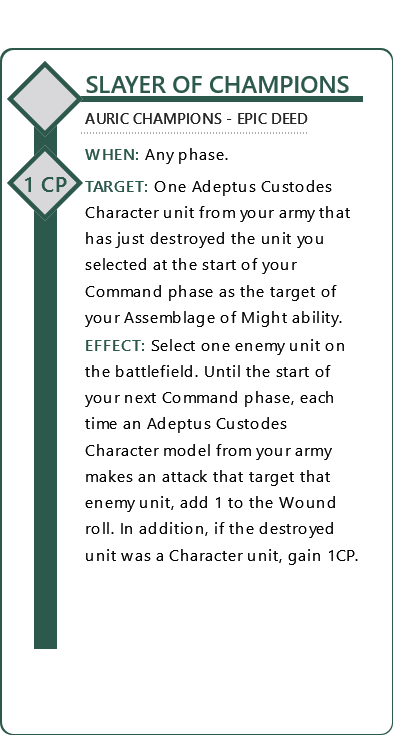 SLAYER OF CHAMPIONS
AURIC CHAMPIONS - EPIC DEED
WHEN: Any phase.
1 CP
TARGET: One Adeptus Custodes
Character unit from your army that
has just destroyed the unit you
selected at the start of your
Command phase as the target of
your Assemblage of Might ability.
EFFECT: Select one enemy unit on
the battlefield. Until the start of
your next Command phase, each
time an Adeptus Custodes
Character model from your army
makes an attack that target that
enemy unit, add 1 to the Wound
roll. In addition, if the destroyed
unit was a Character unit, gain 1CP.